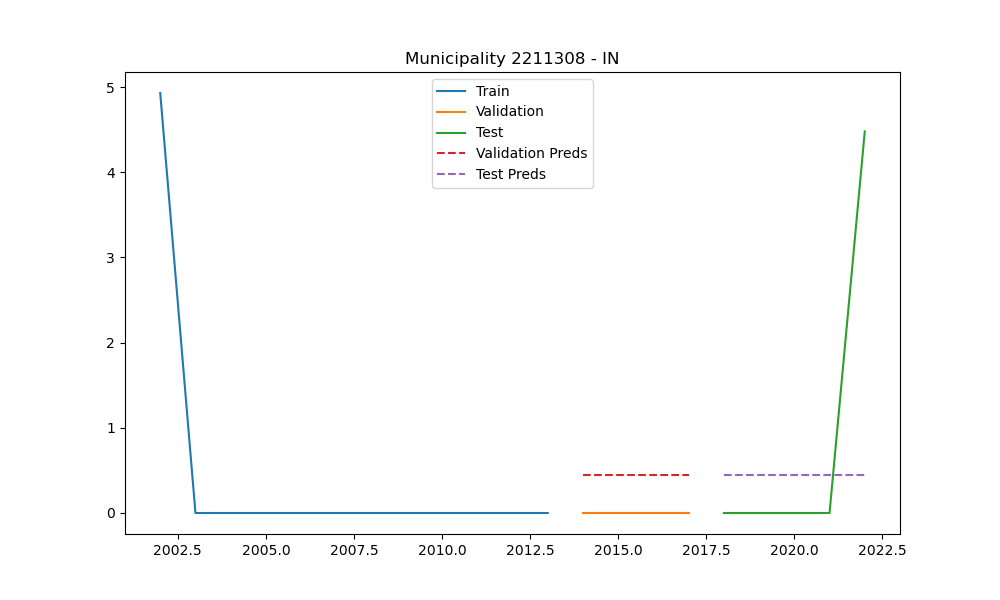 Municipality 2211308 - IN
Train
Validation
Test
Validation Preds
Test Preds
5
4
3
2
1
0
2002.5 2005.0 2007.5 2010.0 2012.5 2015.0 2017.5 2020.0 2022.5